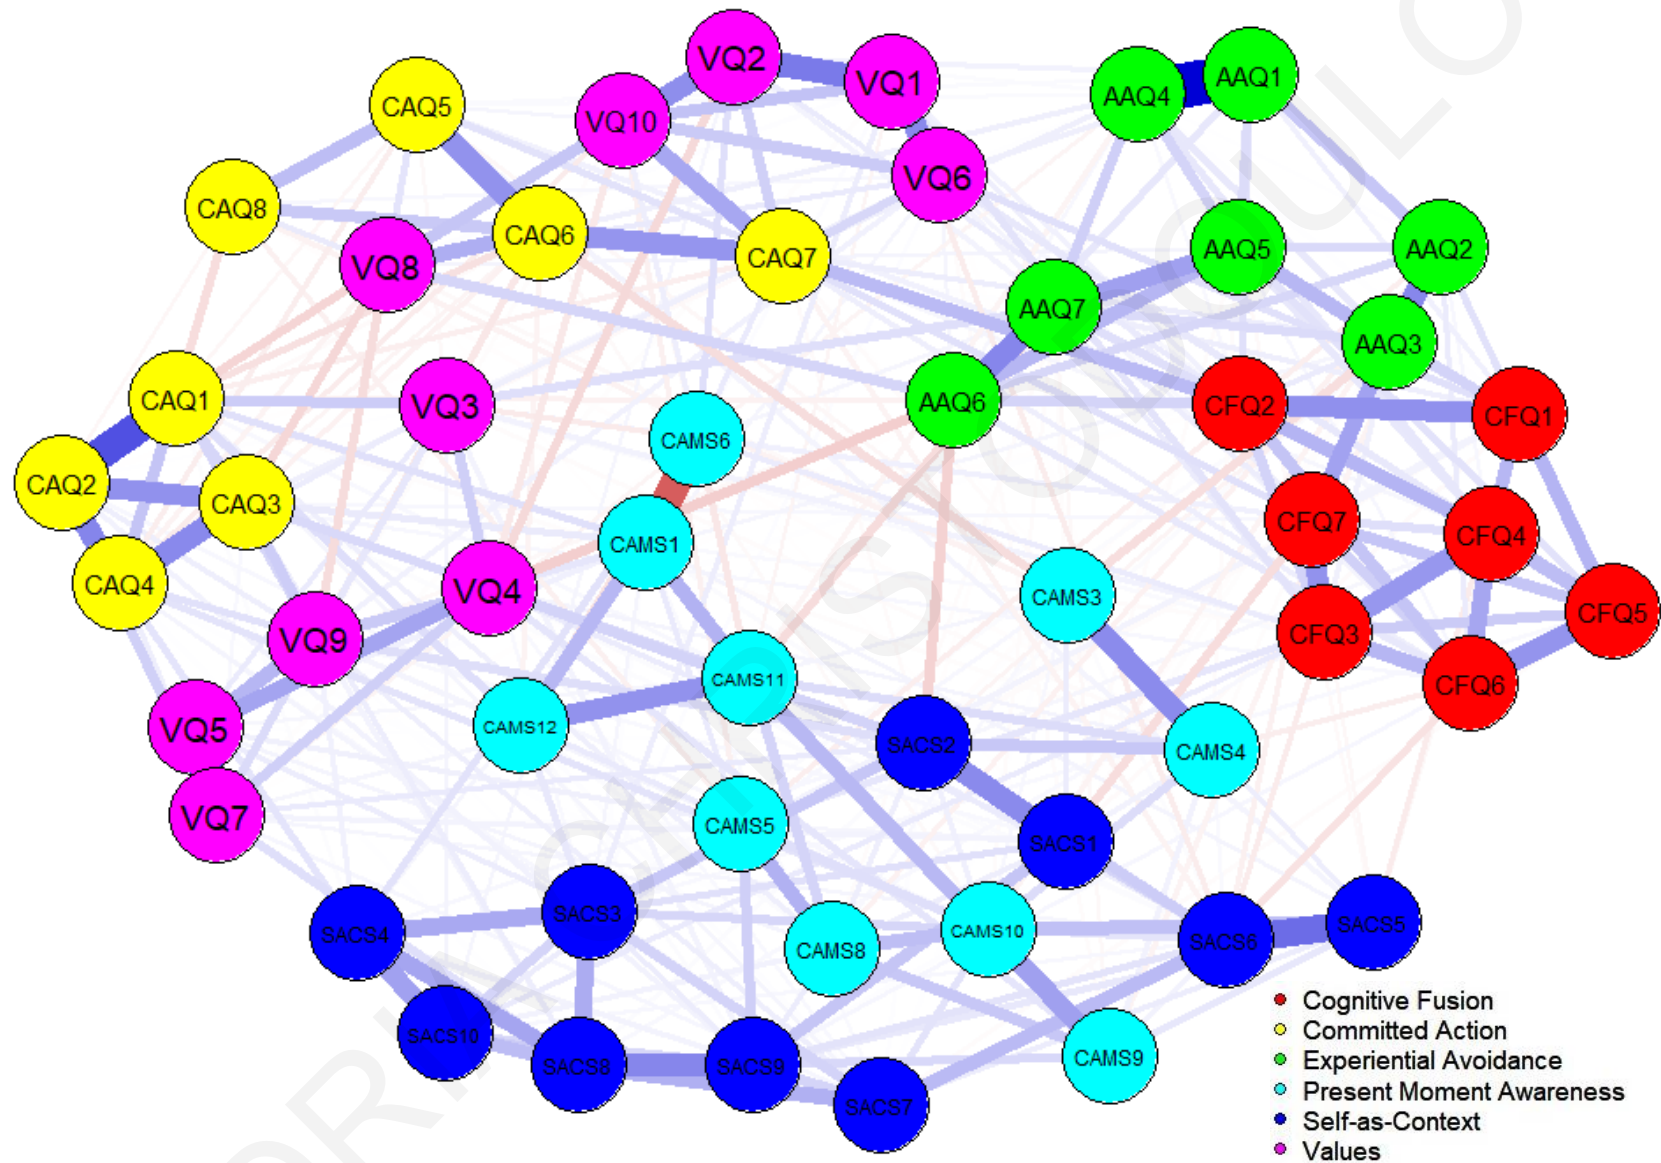 VQ2
VQ1
AAQ1
AAQ4
CAQ5
VQ10
VQ6
CAQ8
CAQ6
VQ8
CAQ7
AAQ5
AAQ2
AAQ7
AAQ3
CAQ1
VQ3
AAQ6
CFQ2
CFQ1
CAMS6
CAQ2
CAQ3
CFQ7
CFQ4
CAMS1
CAQ4
VQ4
CAMS3
CFQ5
VQ9
CFQ3
CFQ6
CAMS11
VQ5
CAMS12
SACS2
CAMS4
VQ7
CAMS5
SACS1
SACS4
SACS3
CAMS8
CAMS10
SACS6
SACS5
SACS10
SACS8
SACS9
SACS7
CAMS9
Cognitive Fusion
Committed Action
Experiential Avoidance
Present Moment Awareness
Self-as-Context
Values